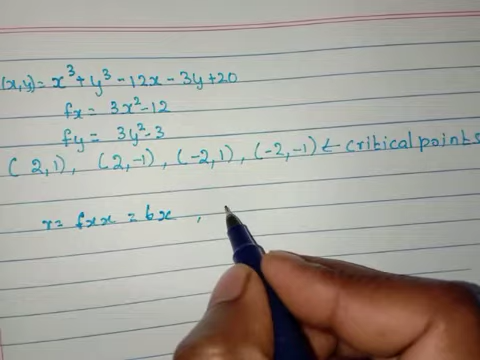 (x,y) = x³ + y³ - 12x - 3y + 20
fx = 3x² - 12
fy = 3y² - 3
(2,1), (2,-1), (-2,1), (-2,-1) ← critical points
r = fxx = 6x ,